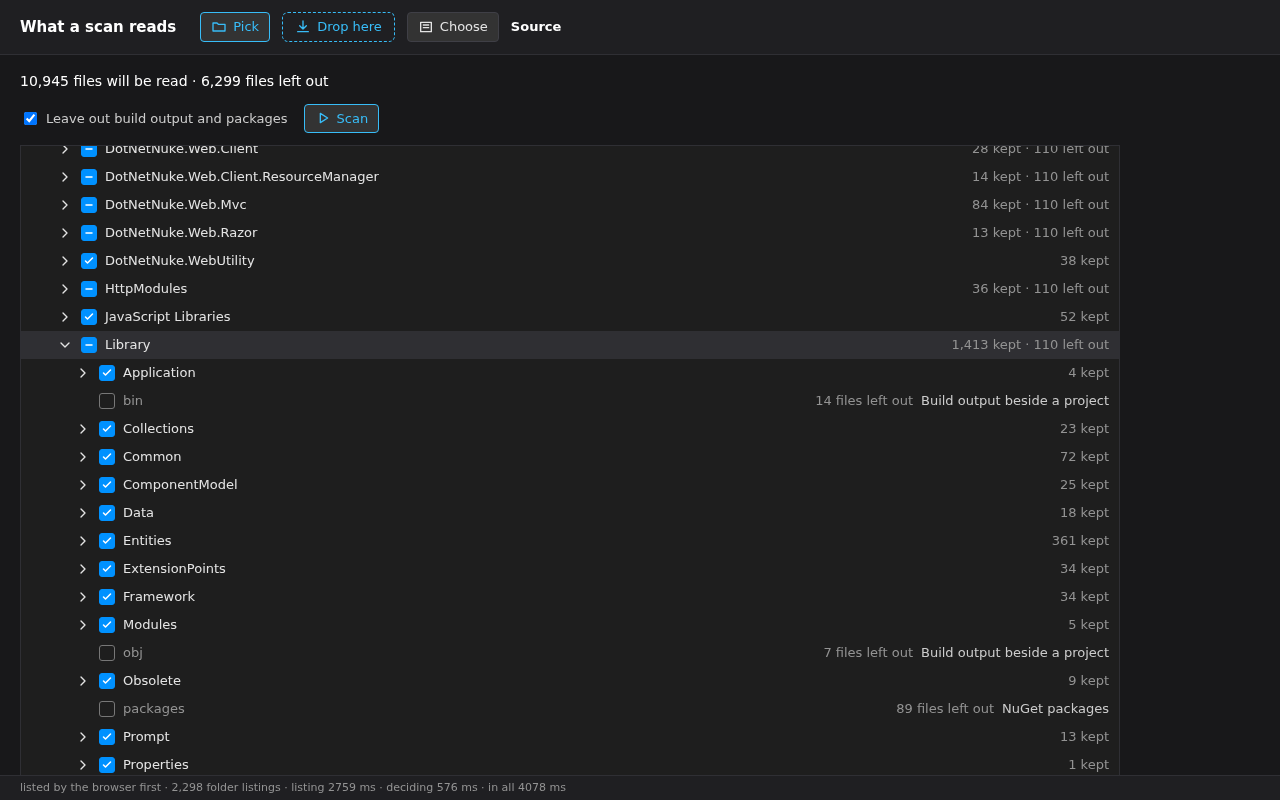 What a scan reads Pick Drop here Choose Source
10,945 files will be read · 6,299 files left out
Leave out build output and packages Scan
DotNetNuke.Web.Client 28 kept · 110 left out
DotNetNuke.Web.Client.ResourceManager 14 kept · 110 left out
DotNetNuke.Web.Mvc 84 kept · 110 left out
DotNetNuke.Web.Razor 13 kept · 110 left out
DotNetNuke.WebUtility 38 kept
HttpModules 36 kept · 110 left out
JavaScript Libraries 52 kept
Library 1,413 kept · 110 left out
Application 4 kept
bin 14 files left out Build output beside a project
Collections 23 kept
Common 72 kept
ComponentModel 25 kept
Data 18 kept
Entities 361 kept
ExtensionPoints 34 kept
Framework 34 kept
Modules 5 kept
obj 7 files left out Build output beside a project
Obsolete 9 kept
packages 89 files left out NuGet packages
Prompt 13 kept
Properties 1 kept
listed by the browser first · 2,298 folder listings · listing 2759 ms · deciding 576 ms · in all 4078 ms